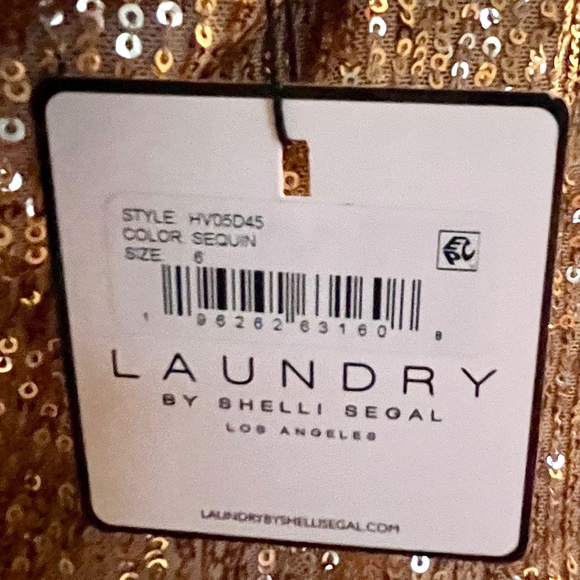 STYLE: HV05D45
COLOR: SEQUIN
SIZE: 6
1 96262 63160 8
LAUNDRY
BY SHELLI SEGAL
LOS ANGELES
LAUNDRYBYSHELLISEGAL.COM